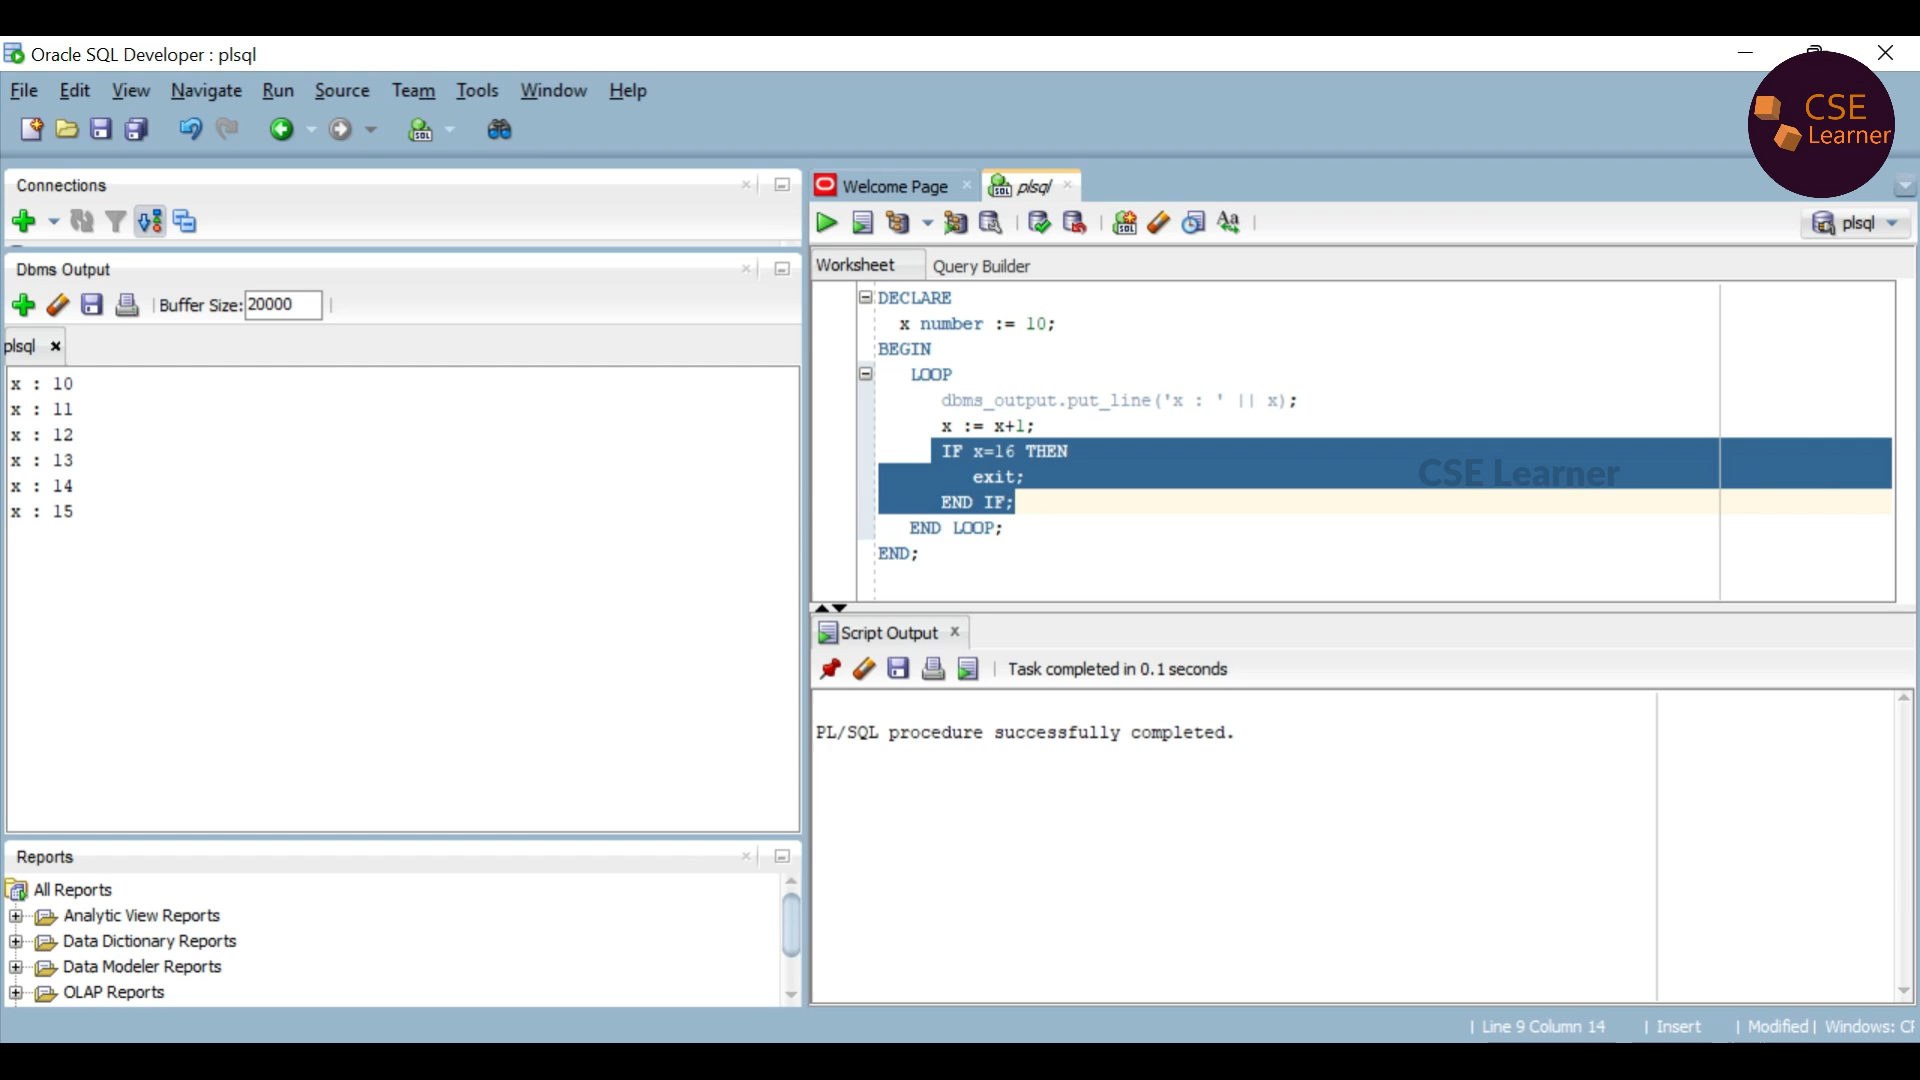 Oracle SQL Developer : plsql
File Edit View Navigate Run Source Team Tools Window Help
CSE
Learner
Connections
Dbms Output
Buffer Size: 20000
plsql
x : 10
x : 11
x : 12
x : 13
x : 14
x : 15
Reports
All Reports
Analytic View Reports
Data Dictionary Reports
Data Modeler Reports
OLAP Reports
Welcome Page plsql
plsql
Worksheet Query Builder
DECLARE
x number := 10;
BEGIN
LOOP
dbms_output.put_line('x : ' || x);
x := x+1;
IF x=16 THEN
exit;
END IF;
END LOOP;
END;
CSE Learner
Script Output
Task completed in 0.1 seconds
PL/SQL procedure successfully completed.
| Line 9 Column 14 | Insert | Modified | Windows: CF